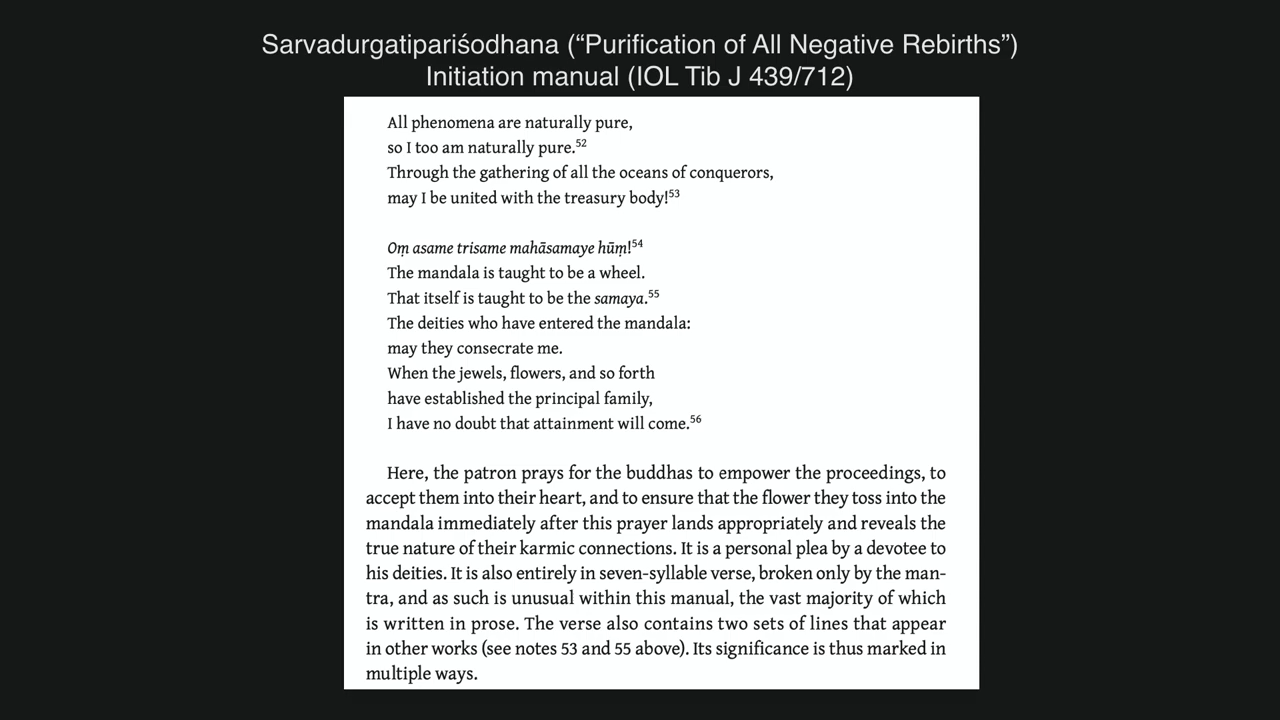 Sarvadurgatipariśodhana (“Purification of All Negative Rebirths”)
Initiation manual (IOL Tib J 439/712)
All phenomena are naturally pure,
so I too am naturally pure.52
Through the gathering of all the oceans of conquerors,
may I be united with the treasury body!53
Oṃ asame trisame mahāsamaye hūṃ!54
The mandala is taught to be a wheel.
That itself is taught to be the samaya.55
The deities who have entered the mandala:
may they consecrate me.
When the jewels, flowers, and so forth
have established the principal family,
I have no doubt that attainment will come.56
Here, the patron prays for the buddhas to empower the proceedings, to
accept them into their heart, and to ensure that the flower they toss into the
mandala immediately after this prayer lands appropriately and reveals the
true nature of their karmic connections. It is a personal plea by a devotee to
his deities. It is also entirely in seven-syllable verse, broken only by the man-
tra, and as such is unusual within this manual, the vast majority of which
is written in prose. The verse also contains two sets of lines that appear
in other works (see notes 53 and 55 above). Its significance is thus marked in
multiple ways.